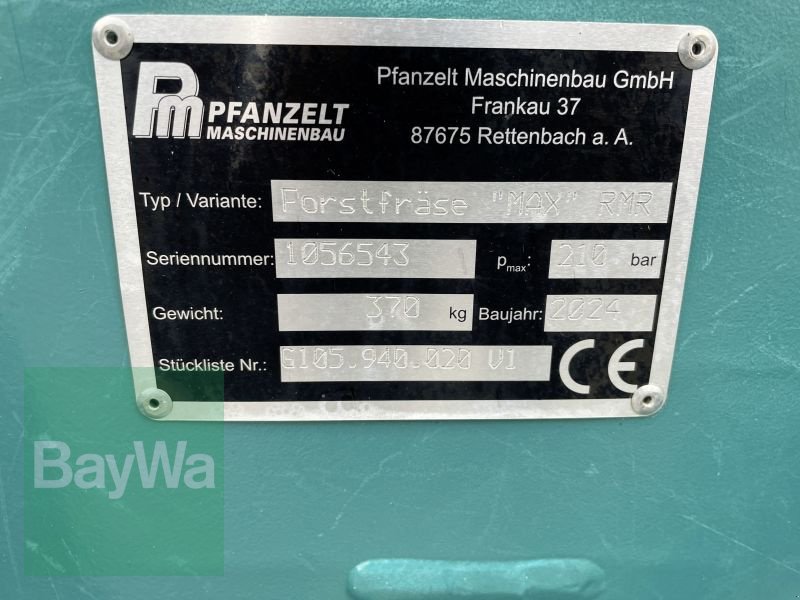 Pm PFANZELT
MASCHINENBAU
Pfanzelt Maschinenbau GmbH
Frankau 37
87675 Rettenbach a. A.
Typ / Variante: Forstfräse "MAX" RMR
Seriennummer: 1056543 pmax: 210 bar
Gewicht: 370 kg Baujahr: 2024
Stückliste Nr.: G105.940.020 V1 CE
BayWa